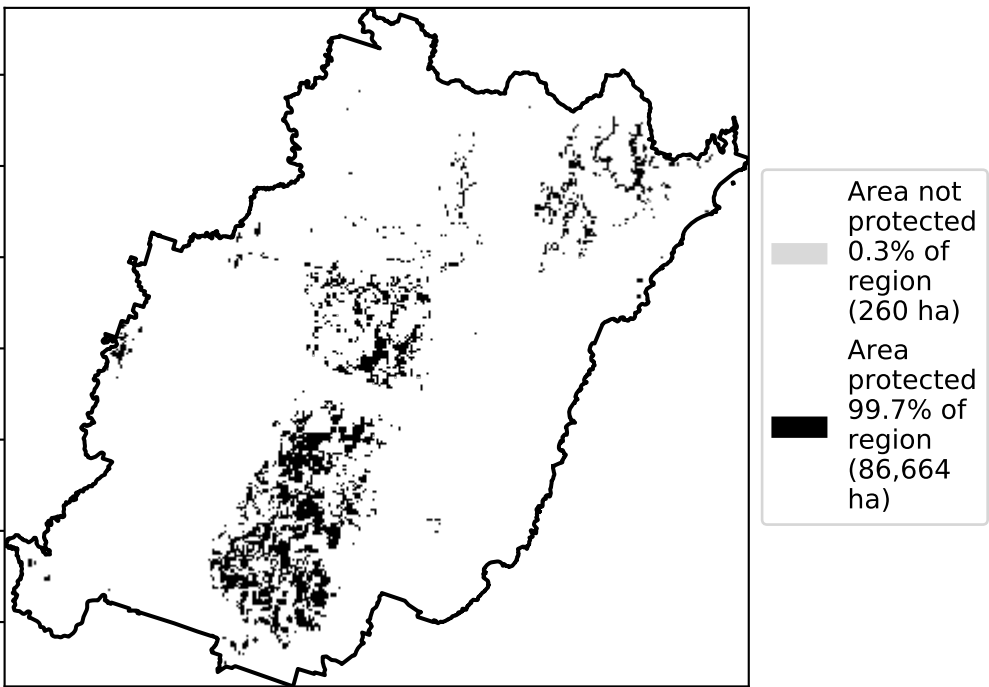 Area not
protected
0.3% of
region
(260 ha)
Area
protected
99.7% of
region
(86,664
ha)